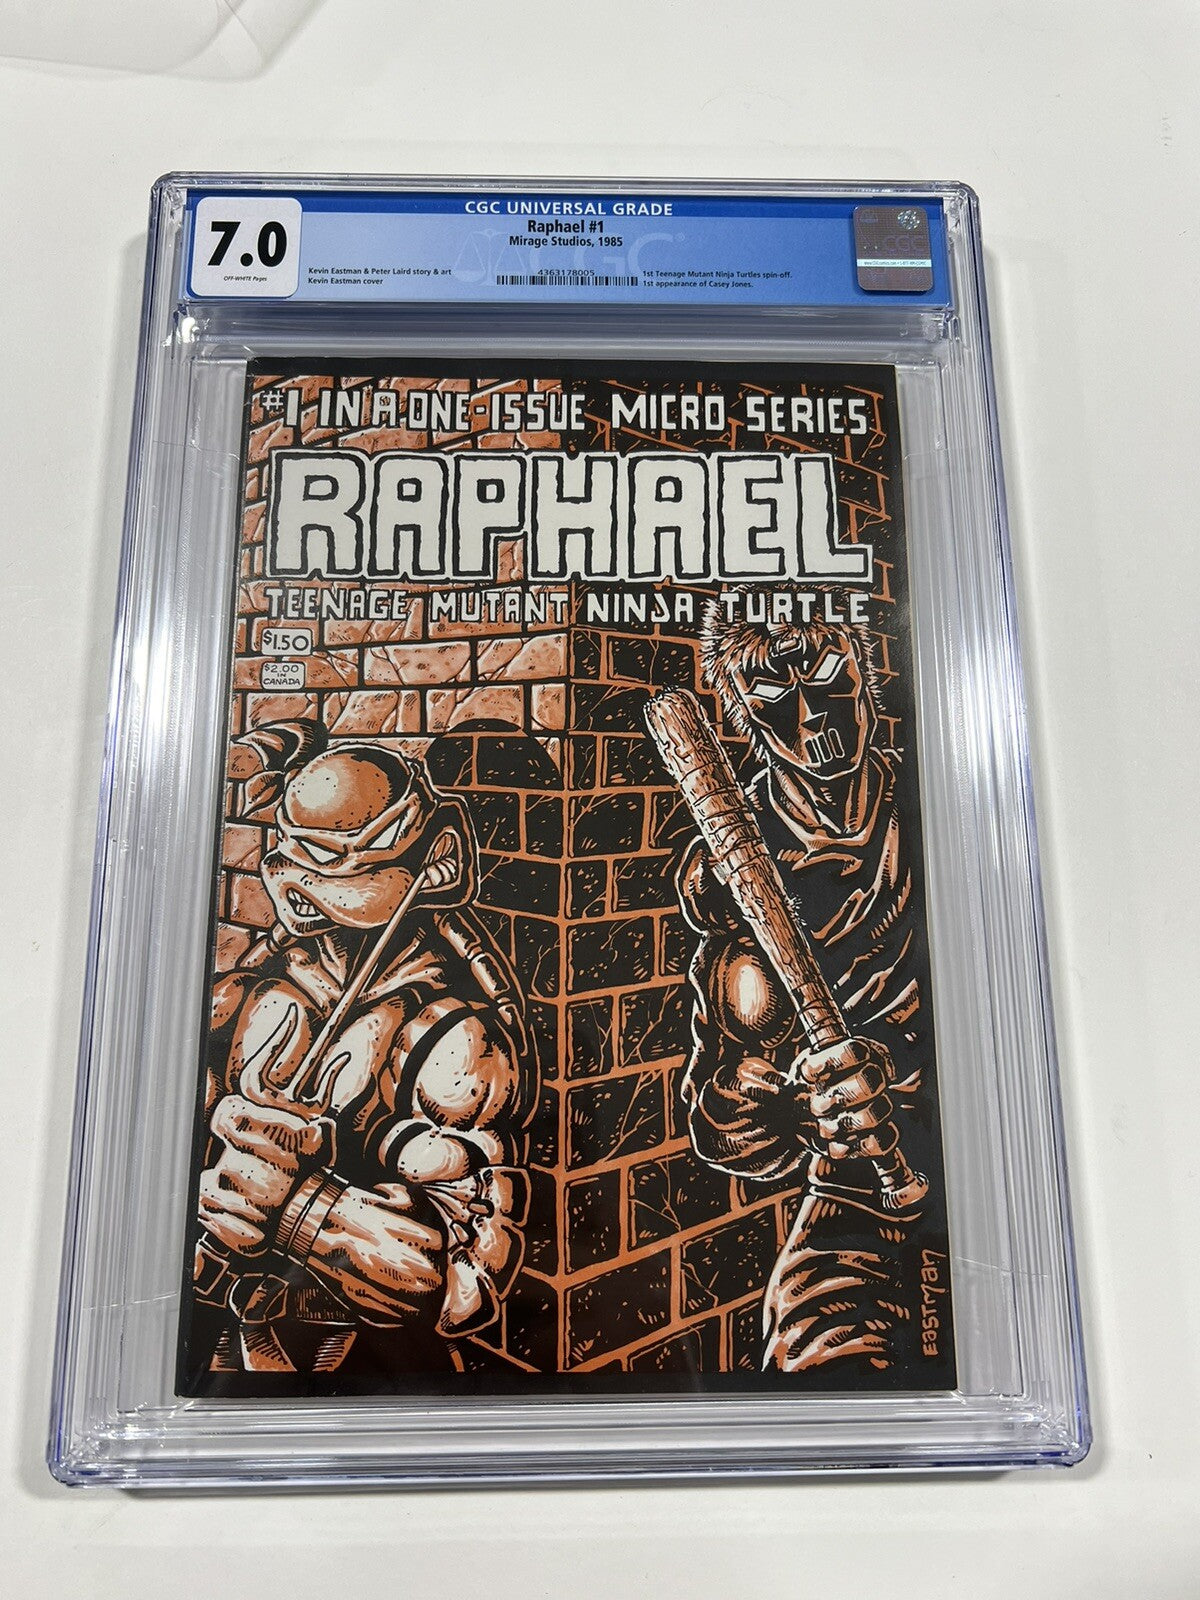 CGC UNIVERSAL GRADE
7.0
OFF-WHITE Pages
Raphael #1
Mirage Studios, 1985
Kevin Eastman & Peter Laird story & art
Kevin Eastman cover
4363178005
1st Teenage Mutant Ninja Turtles spin-off.
1st appearance of Casey Jones.
CGC
CGC
#1 IN A ONE-ISSUE MICRO SERIES
RAPHAEL
TEENAGE MUTANT NINJA TURTLE
$1.50
$2.00
IN
CANADA
EASTMAN